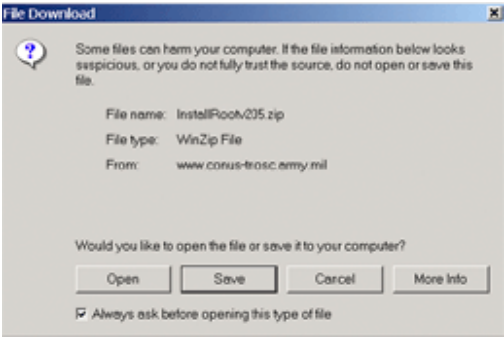 File Download
Some files can harm your computer. If the file information below looks
suspicious, or you do not fully trust the source, do not open or save this
file.
File name: InstallRootv235.zip
File type: WinZip File
From: www.conus-trosc.army.mil
Would you like to open the file or save it to your computer?
Open Save Cancel More Info
Always ask before opening this type of file